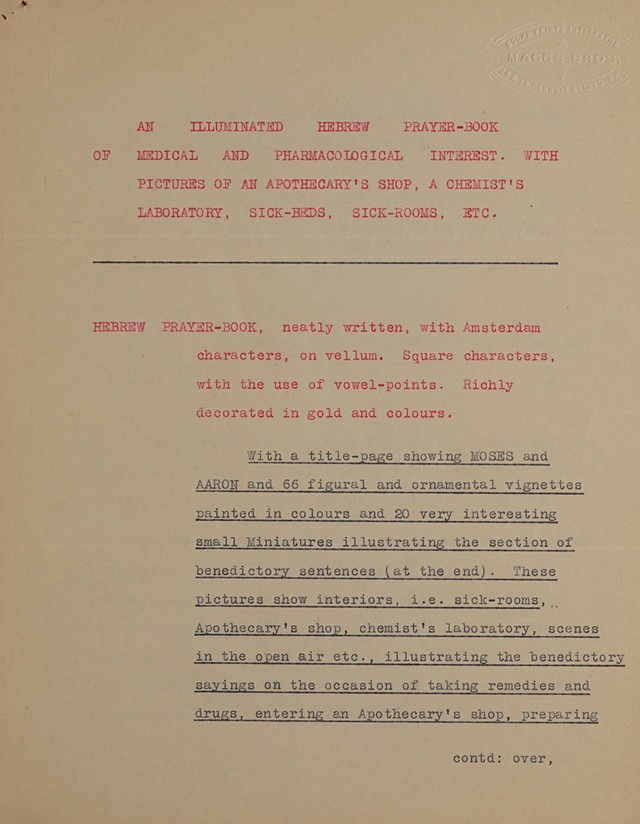 MAGGS BROS.
AN ILLUMINATED HEBREW PRAYER-BOOK
OF MEDICAL AND PHARMACOLOGICAL INTEREST. WITH
PICTURES OF AN APOTHECARY'S SHOP, A CHEMIST'S
LABORATORY, SICK-BEDS, SICK-ROOMS, ETC.
HEBREW PRAYER-BOOK, neatly written, with Amsterdam
characters, on vellum. Square characters,
with the use of vowel-points. Richly
decorated in gold and colours.
With a title-page showing MOSES and
AARON and 66 figural and ornamental vignettes
painted in colours and 20 very interesting
small Miniatures illustrating the section of
benedictory sentences (at the end). These
pictures show interiors, i.e. sick-rooms,
Apothecary's shop, chemist's laboratory, scenes
in the open air etc., illustrating the benedictory
sayings on the occasion of taking remedies and
drugs, entering an Apothecary's shop, preparing
contd: over,